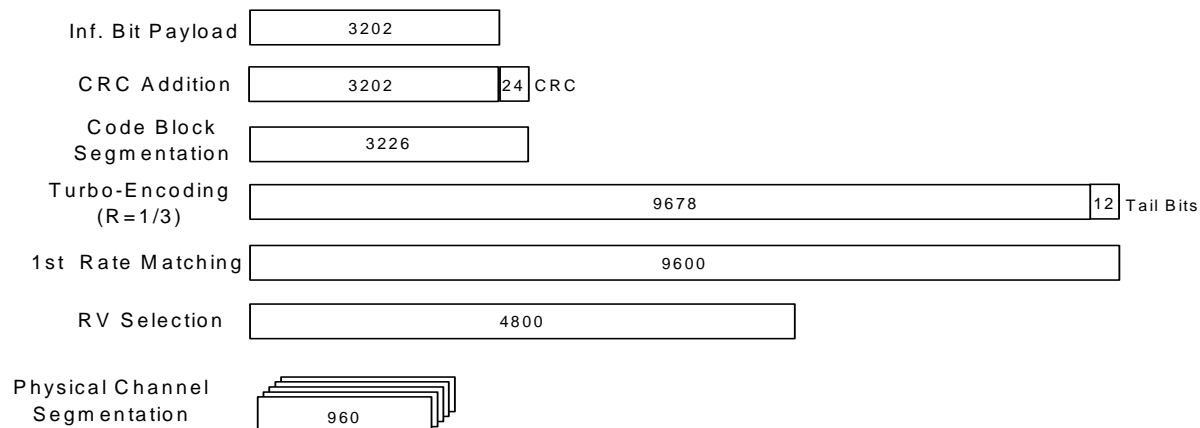 Inf. Bit Payload 3202
CRC Addition 3202 24 CRC
Code Block
Segmentation 3226
Turbo-Encoding
(R=1/3) 9678 12 Tail Bits
1st Rate Matching 9600
RV Selection 4800
Physical Channel
Segmentation 960